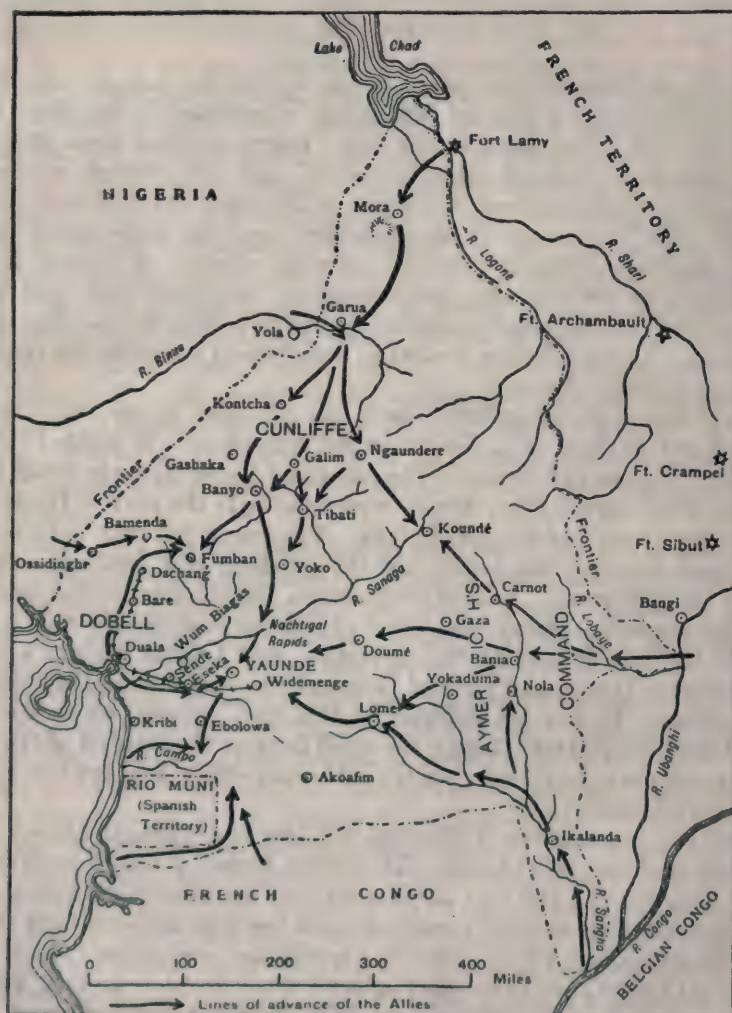 Lake Chad
FRENCH TERRITORY
Fort Lamy
NIGERIA
Mora
R. Logone
R. Shari
Garua
Ft. Archambault
Yola
R. Binue
Kontcha
CUNLIFFE
Gashaka
Galim
Ngaundere
Ft. Crampel
Frontier
Banyo
Tibati
Bamenda
Koundé
Frontier
Ft. Sibut
Ossidinghe
Fumban
Yoko
Dschang
R. Sanaga
Carnot
Bare
Bangi
DOBELL
Wum Biagas
Nachtigal
Rapids
Gaza
R. Lobaye
Duala
Sende
Eseka
YAUNDE
Doumé
Bania
AYMERICH'S
COMMAND
Widemenge
Yokaduma
Nola
Lome
Kribi
Ebolowa
R. Campo
R. Ubanghi
RIO MUNI
(Spanish
Territory)
Akoafim
Ikalanda
FRENCH CONGO
R. Sangha
R. Congo
BELGIAN CONGO
0 100 200 300 400 Miles
Lines of advance of the Allies